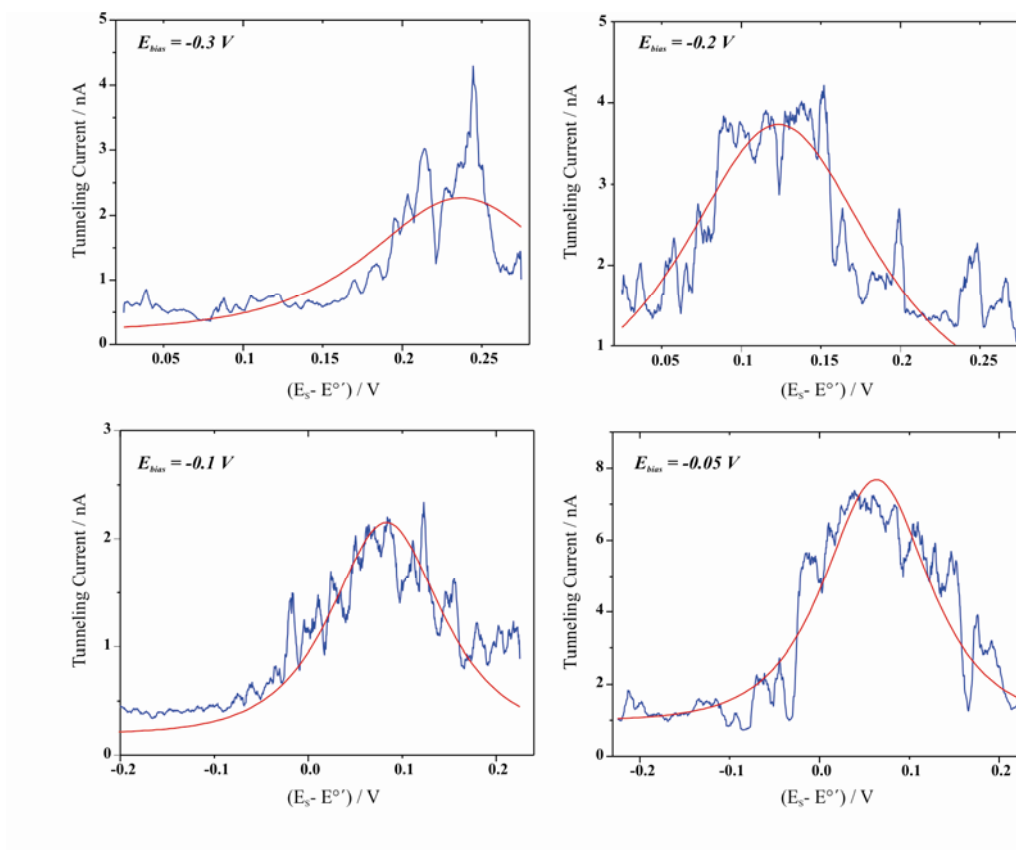 E_bias = -0.3 V
Tunneling Current / nA
5
4
3
2
1
0
0.05 0.10 0.15 0.20 0.25
(E_S- E°´) / V
E_bias = -0.2 V
Tunneling Current / nA
5
4
3
2
1
0.05 0.10 0.15 0.20 0.25
(E_S- E°´) / V
E_bias = -0.1 V
Tunneling Current / nA
3
2
1
0
-0.2 -0.1 0.0 0.1 0.2
(E_S- E°´) / V
E_bias = -0.05 V
Tunneling Current / nA
8
6
4
2
0
-0.2 -0.1 0.0 0.1 0.2
(E_S- E°´) / V